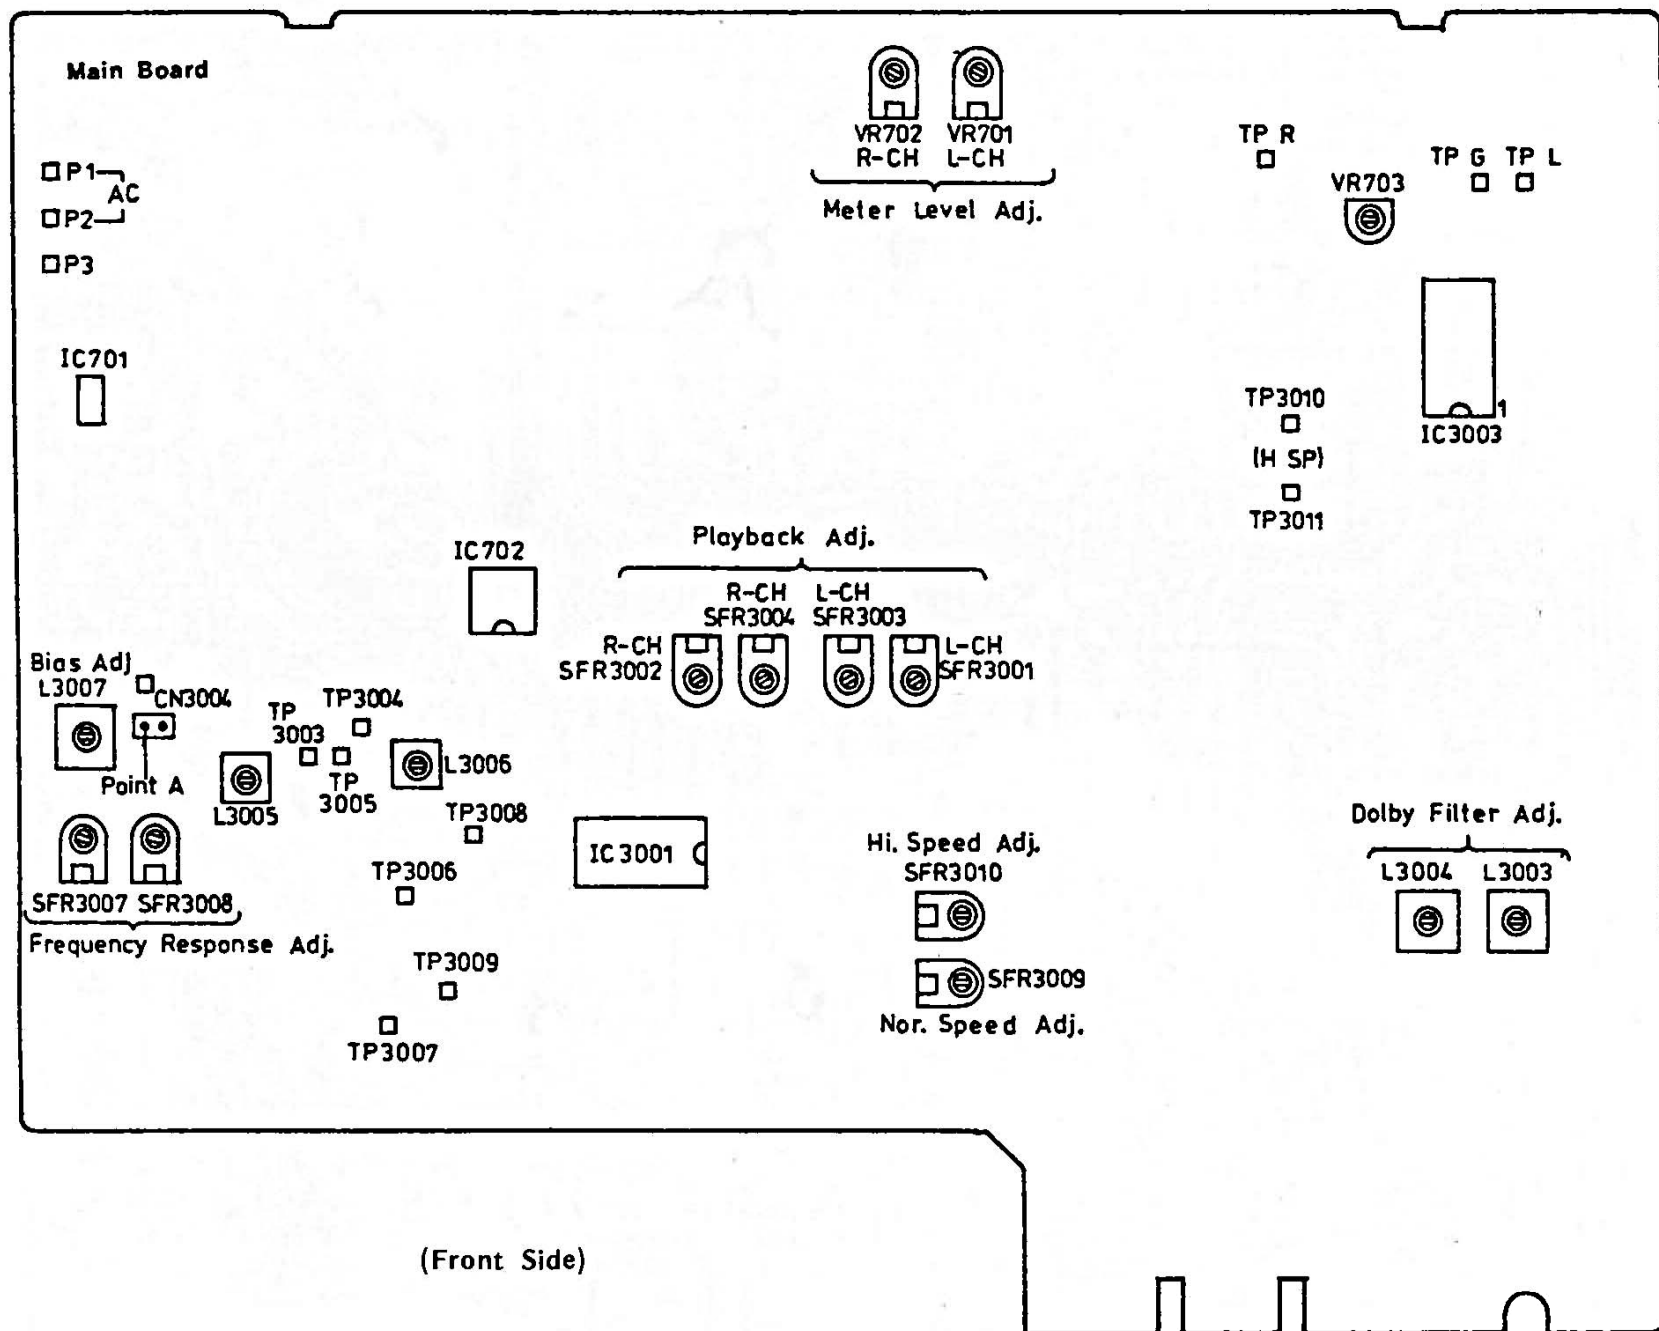 Main Board
VR702 VR701
R-CH L-CH
Meter Level Adj.
TP R
TP G TP L
VR703
P1
AC
P2
P3
IC701
TP3010
(H SP)
TP3011
1
IC3003
IC702
Playback Adj.
R-CH L-CH
SFR3004 SFR3003
R-CH
SFR3002
L-CH
SFR3001
Bias Adj
L3007
CN3004
Point A
TP
3003
TP3004
TP
3005
L3005
L3006
TP3008
SFR3007 SFR3008
Frequency Response Adj.
TP3006
TP3009
TP3007
IC3001
Hi. Speed Adj.
SFR3010
SFR3009
Nor. Speed Adj.
Dolby Filter Adj.
L3004 L3003
(Front Side)